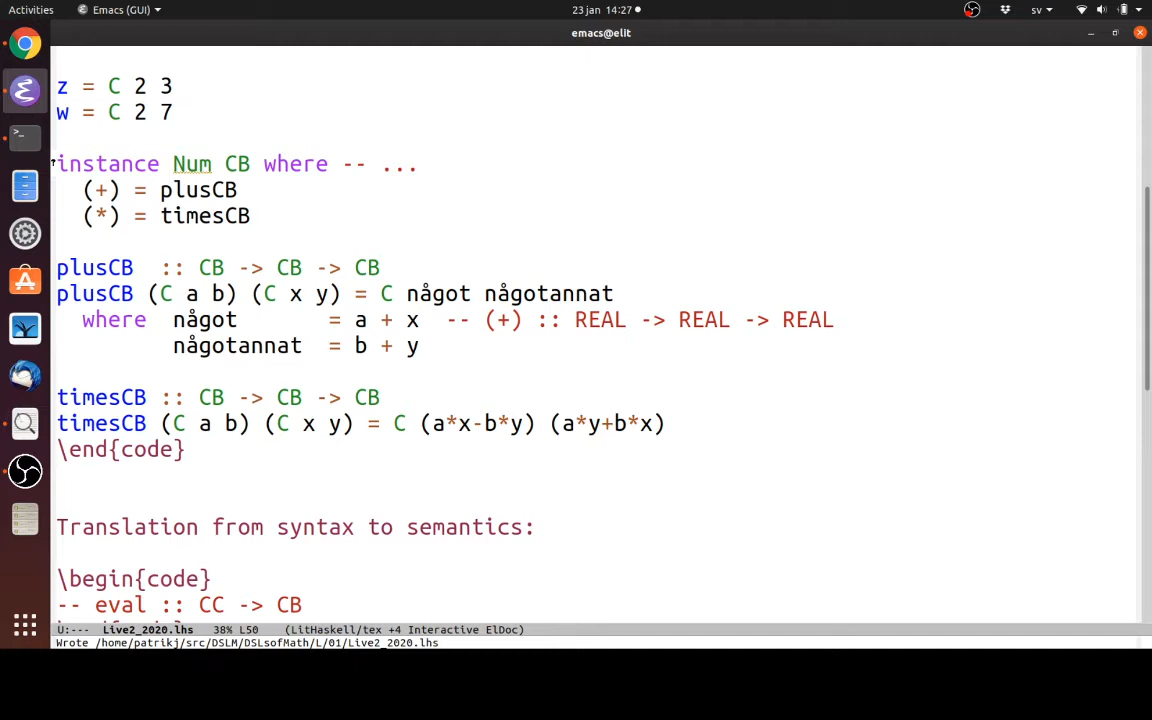 Activities Emacs (GUI) 23 jan 14:27 sv
emacs@elit
z = C 2 3
w = C 2 7
instance Num CB where -- ...
(+) = plusCB
(*) = timesCB
plusCB :: CB -> CB -> CB
plusCB (C a b) (C x y) = C något någotannat
where något = a + x -- (+) :: REAL -> REAL -> REAL
någotannat = b + y
timesCB :: CB -> CB -> CB
timesCB (C a b) (C x y) = C (a*x-b*y) (a*y+b*x)
\end{code}
Translation from syntax to semantics:
\begin{code}
-- eval :: CC -> CB
U:--- Live2_2020.lhs 38% L50 (LitHaskell/tex +4 Interactive ElDoc)
Wrote /home/patrikj/src/DSLM/DSLsofMath/L/01/Live2_2020.lhs